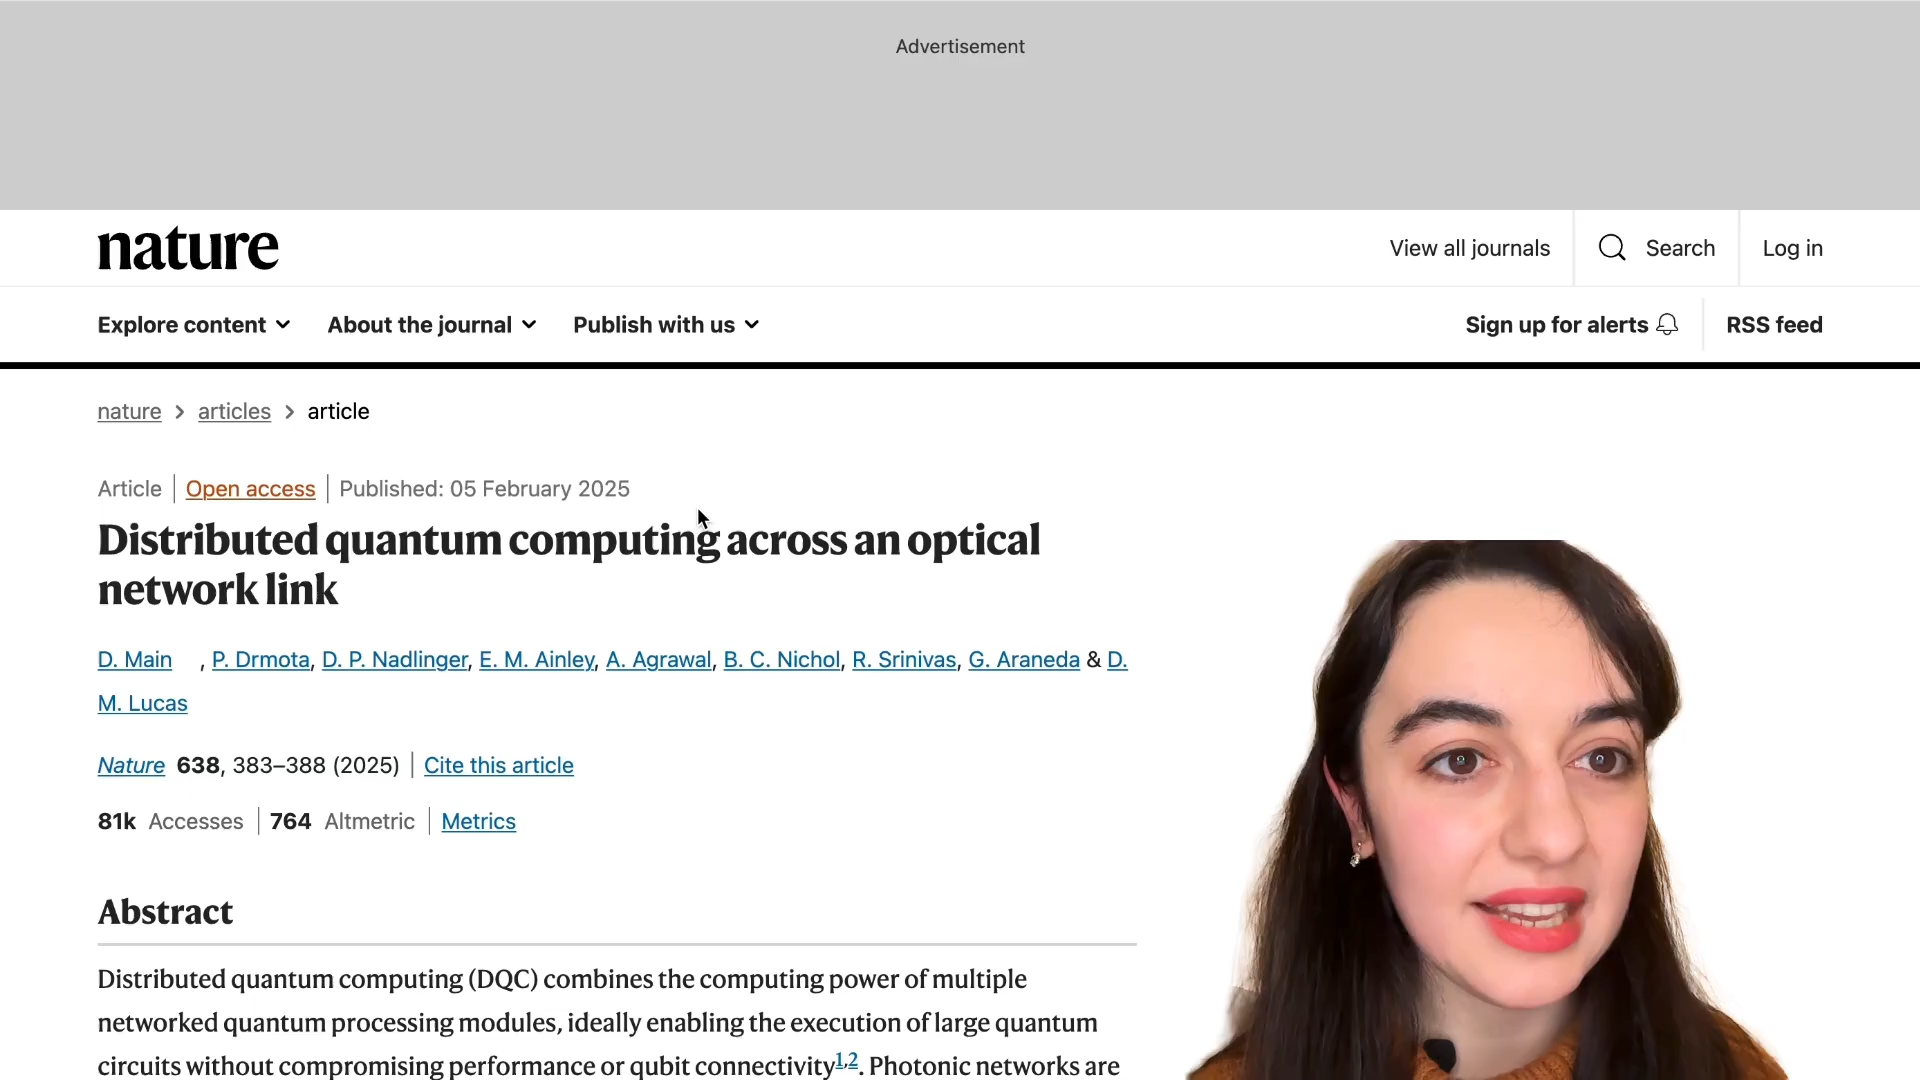 Advertisement
nature
View all journals
Search
Log in
Explore content
About the journal
Publish with us
Sign up for alerts
RSS feed
nature > articles > article
Article | Open access | Published: 05 February 2025
Distributed quantum computing across an optical
network link
D. Main , P. Drmota, D. P. Nadlinger, E. M. Ainley, A. Agrawal, B. C. Nichol, R. Srinivas, G. Araneda & D.
M. Lucas
Nature 638, 383–388 (2025) | Cite this article
81k Accesses | 764 Altmetric | Metrics
Abstract
Distributed quantum computing (DQC) combines the computing power of multiple
networked quantum processing modules, ideally enabling the execution of large quantum
circuits without compromising performance or qubit connectivity1,2. Photonic networks are